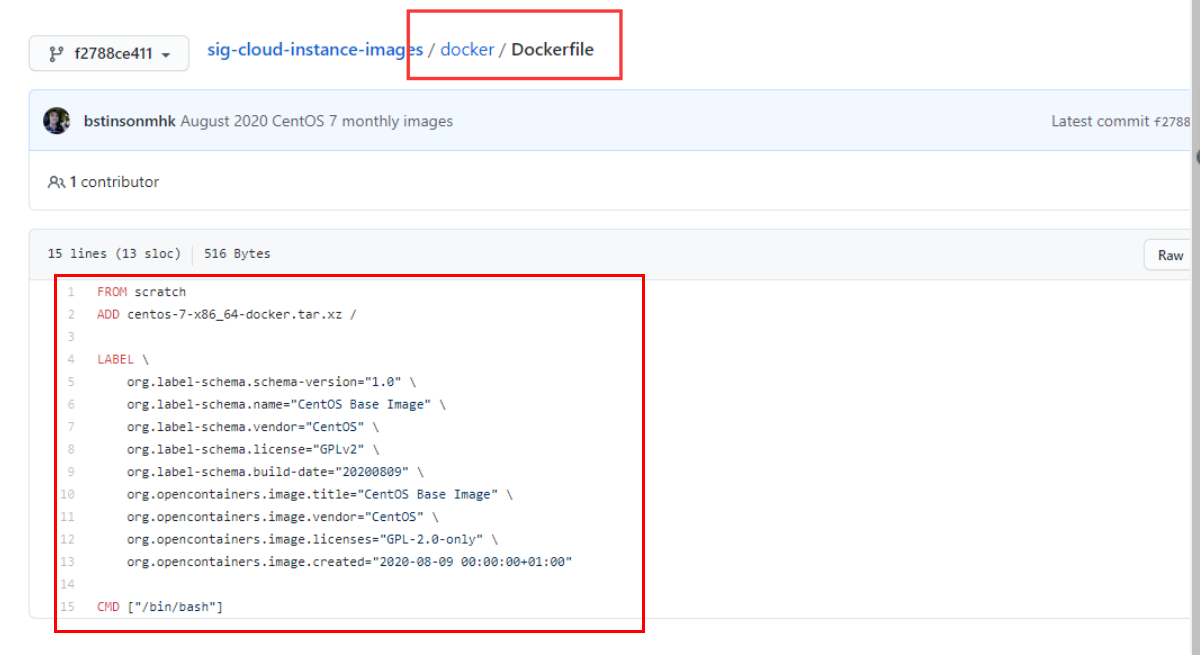 f2788ce411
sig-cloud-instance-images / docker / Dockerfile
bstinsonmhk August 2020 CentOS 7 monthly images
Latest commit f2788
1 contributor
15 lines (13 sloc) 516 Bytes
Raw
1 FROM scratch
2 ADD centos-7-x86_64-docker.tar.xz /
3
4 LABEL \
5 org.label-schema.schema-version="1.0" \
6 org.label-schema.name="CentOS Base Image" \
7 org.label-schema.vendor="CentOS" \
8 org.label-schema.license="GPLv2" \
9 org.label-schema.build-date="20200809" \
10 org.opencontainers.image.title="CentOS Base Image" \
11 org.opencontainers.image.vendor="CentOS" \
12 org.opencontainers.image.licenses="GPL-2.0-only" \
13 org.opencontainers.image.created="2020-08-09 00:00:00+01:00"
14
15 CMD ["/bin/bash"]